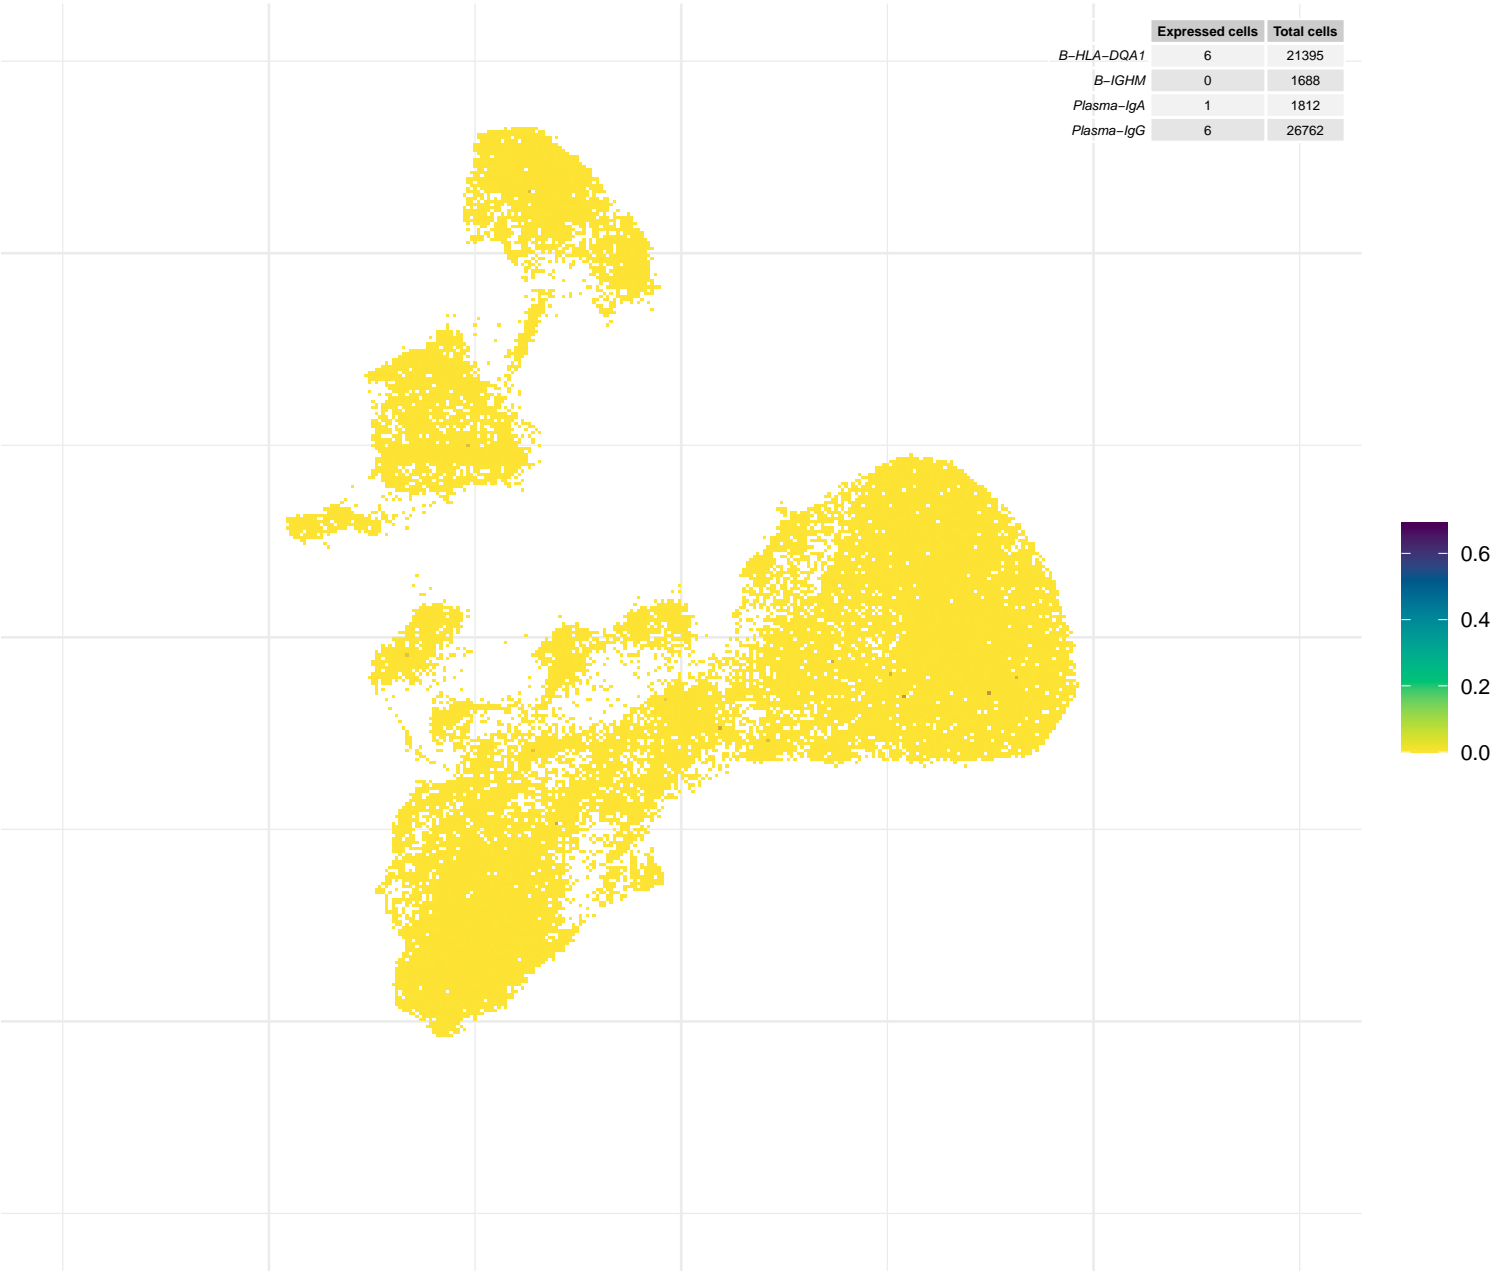 Expressed cells Total cells
B−HLA−DQA1 6 21395
B−IGHM 0 1688
Plasma−IgA 1 1812
Plasma−IgG 6 26762
0.6
0.4
0.2
0.0